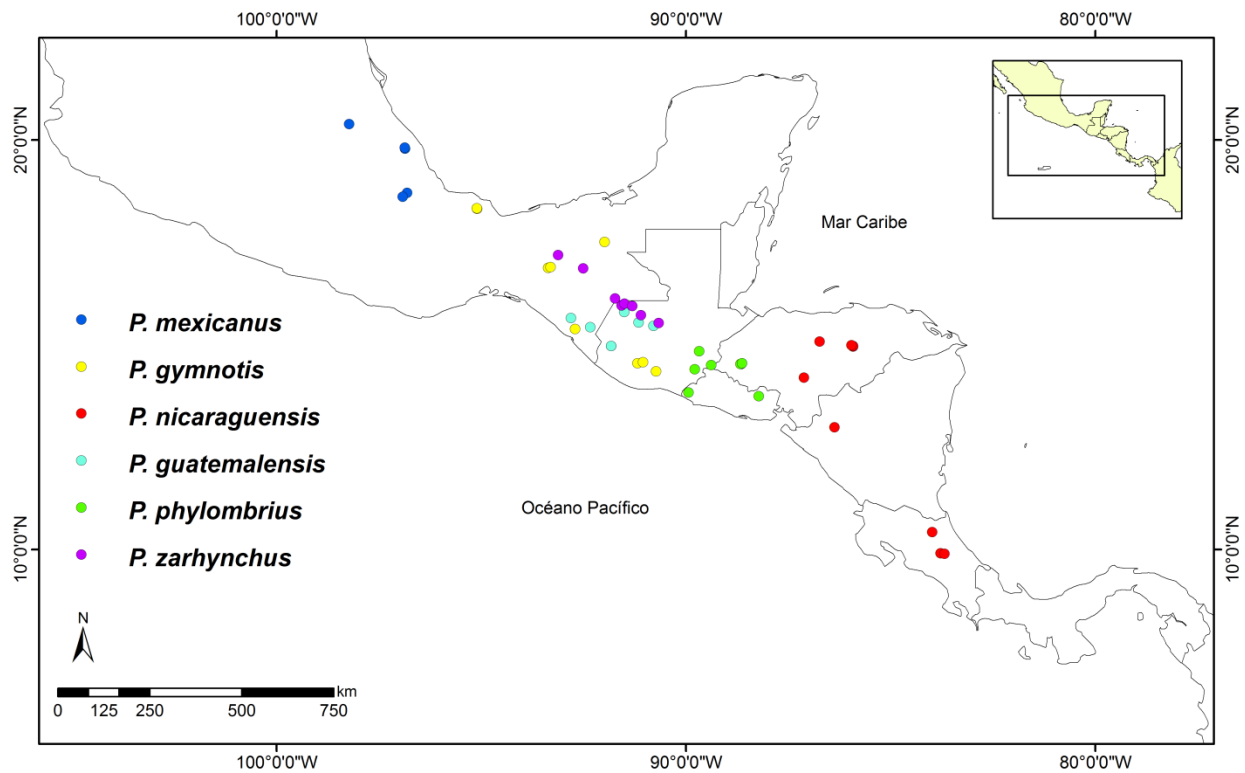 100°0'0"W 90°0'0"W 80°0'0"W
20°0'0"N
20°0'0"N
Mar Caribe
P. mexicanus
P. gymnotis
P. nicaraguensis
P. guatemalensis
P. phylombrius
P. zarhynchus
Océano Pacífico
10°0'0"N
10°0'0"N
N
km
0 125 250 500 750
100°0'0"W 90°0'0"W 80°0'0"W